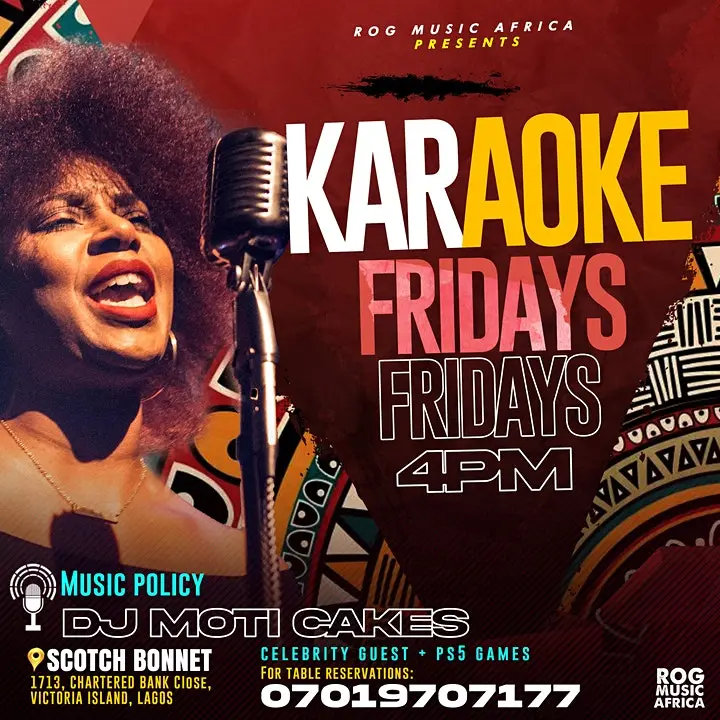 ROG MUSIC AFRICA
PRESENTS
KARAOKE
FRIDAYS
FRIDAYS
4PM
MUSIC POLICY
DJ MOTI CAKES
SCOTCH BONNET
1713, CHARTERED BANK Close,
VICTORIA ISLAND, LAGOS
CELEBRITY GUEST + PS5 GAMES
FOR TABLE RESERVATIONS:
07019707177
ROG
MUSIC
AFRICA